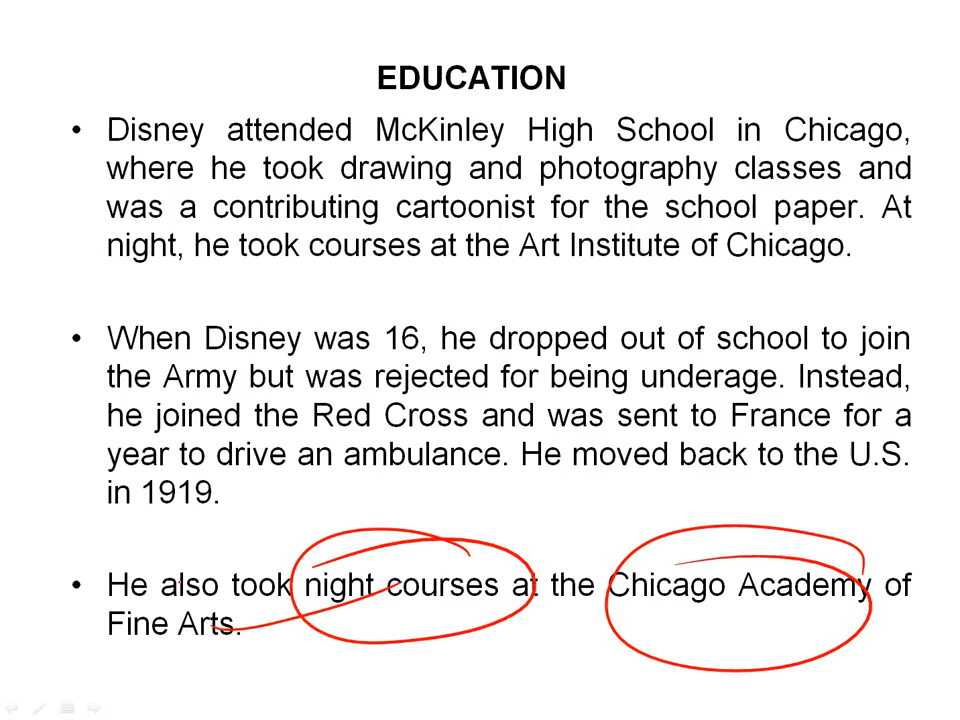 EDUCATION
• Disney attended McKinley High School in Chicago,
where he took drawing and photography classes and
was a contributing cartoonist for the school paper. At
night, he took courses at the Art Institute of Chicago.
• When Disney was 16, he dropped out of school to join
the Army but was rejected for being underage. Instead,
he joined the Red Cross and was sent to France for a
year to drive an ambulance. He moved back to the U.S.
in 1919.
• He also took night courses at the Chicago Academy of
Fine Arts.